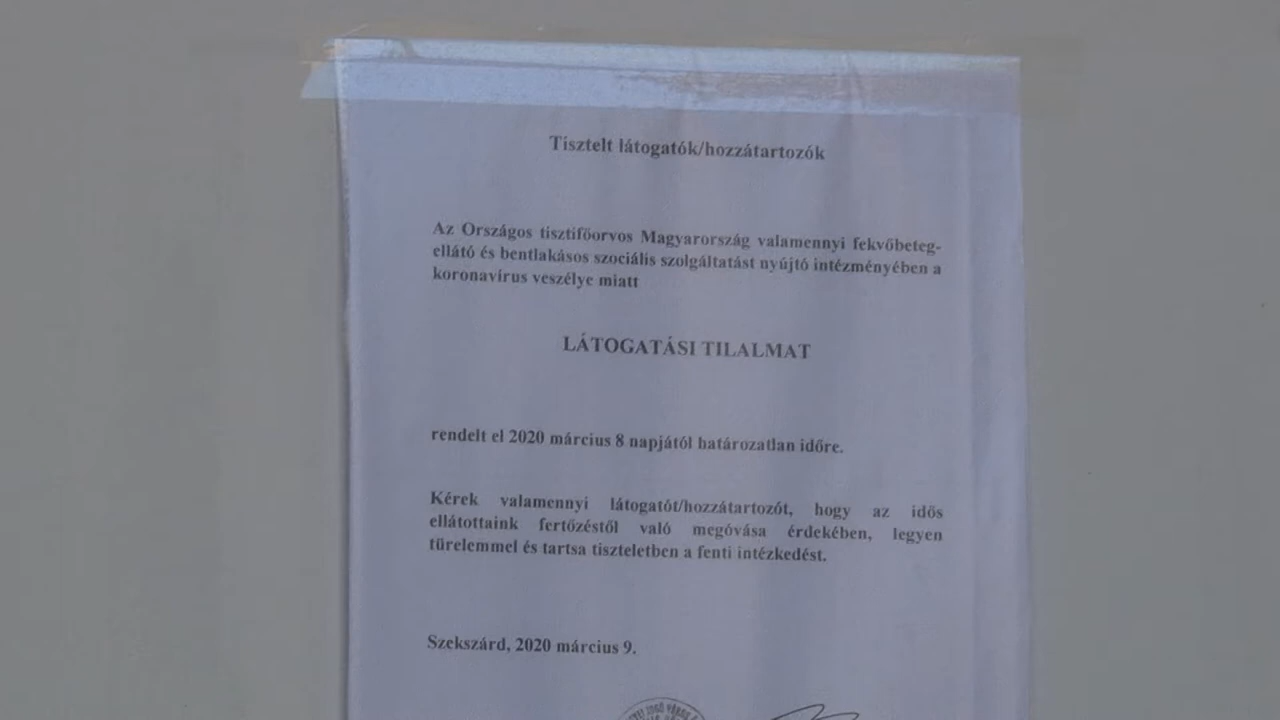 Tisztelt látogatók/hozzátartozók
Az Országos tisztifőorvos Magyarország valamennyi fekvőbeteg-
ellátó és bentlakásos szociális szolgáltatást nyújtó intézményében a
koronavírus veszélye miatt
LÁTOGATÁSI TILALMAT
rendelt el 2020 március 8 napjától határozatlan időre.
Kérek valamennyi látogatót/hozzátartozót, hogy az idős
ellátottaink fertőzéstől való megóvása érdekében, legyen
türelemmel és tartsa tiszteletben a fenti intézkedést.
Szekszárd, 2020 március 9.